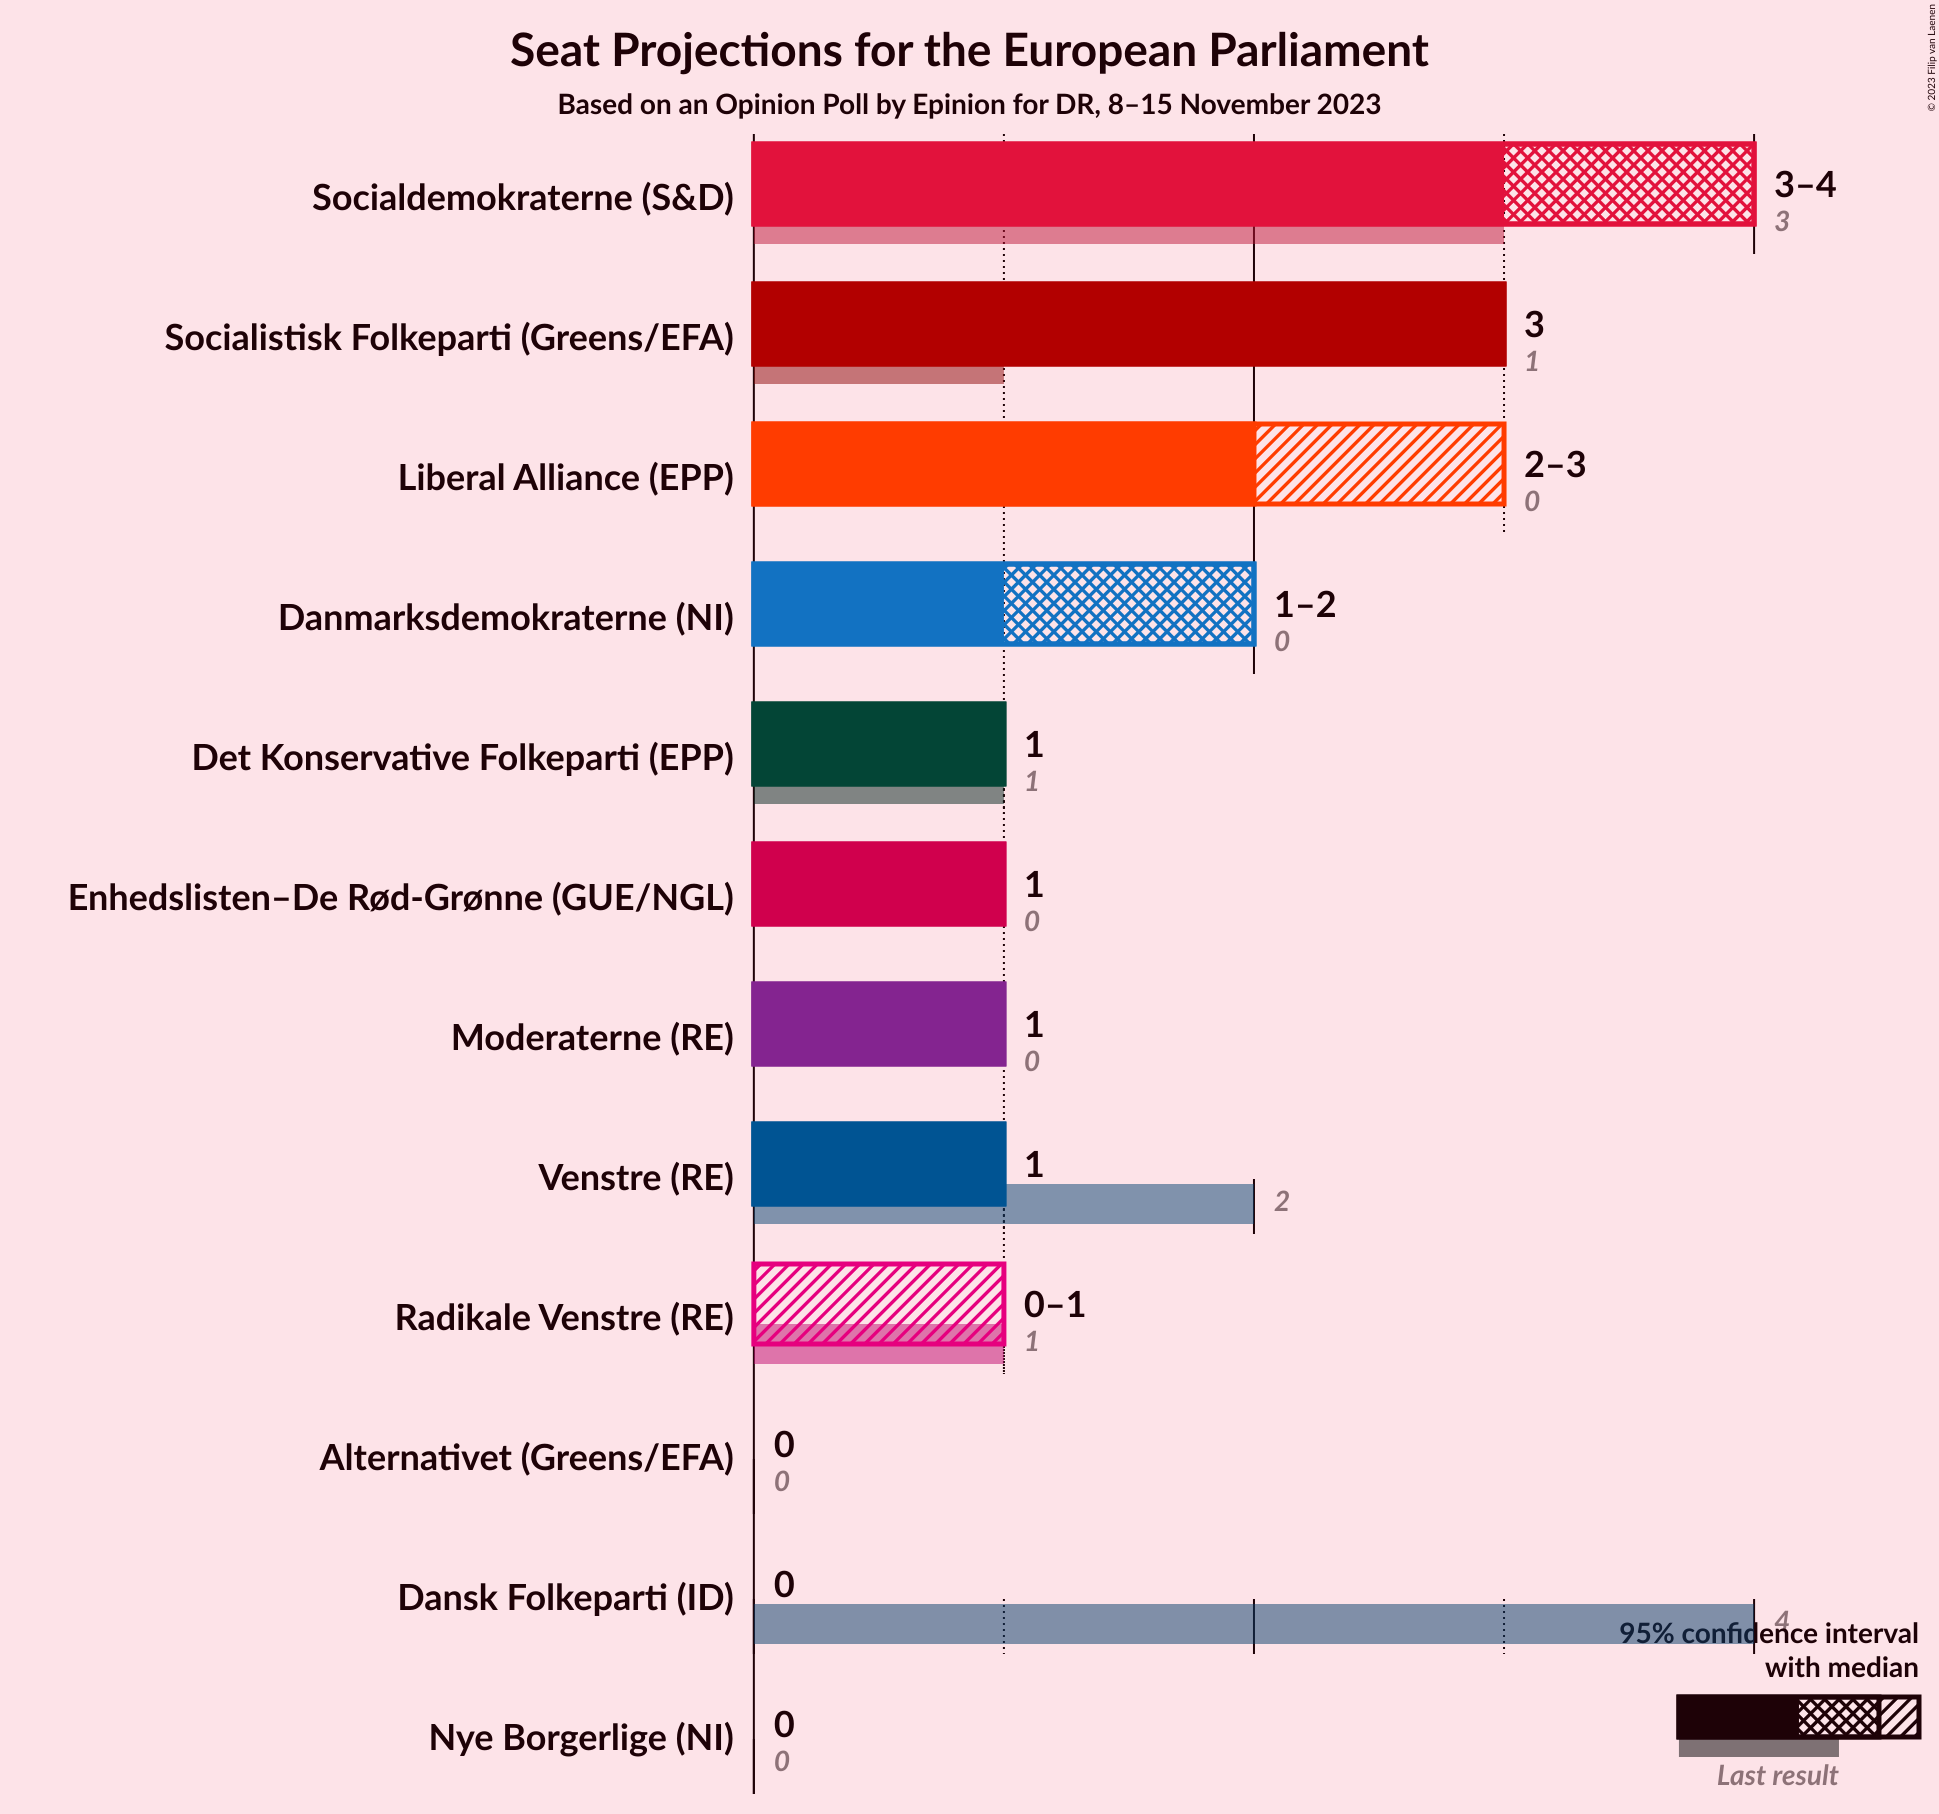 Seat Projections for the European Parliament
Based on an Opinion Poll by Epinion for DR, 8–15 November 2023
© 2023 Filip van Laenen
Socialdemokraterne (S&D)
3–4
3
Socialistisk Folkeparti (Greens/EFA)
3
1
Liberal Alliance (EPP)
2–3
0
Danmarksdemokraterne (NI)
1–2
0
Det Konservative Folkeparti (EPP)
1
1
Enhedslisten–De Rød-Grønne (GUE/NGL)
1
0
Moderaterne (RE)
1
0
Venstre (RE)
1
2
Radikale Venstre (RE)
0–1
1
Alternativet (Greens/EFA)
0
0
Dansk Folkeparti (ID)
0
4
95% confidence interval
with median
Nye Borgerlige (NI)
0
0
Last result